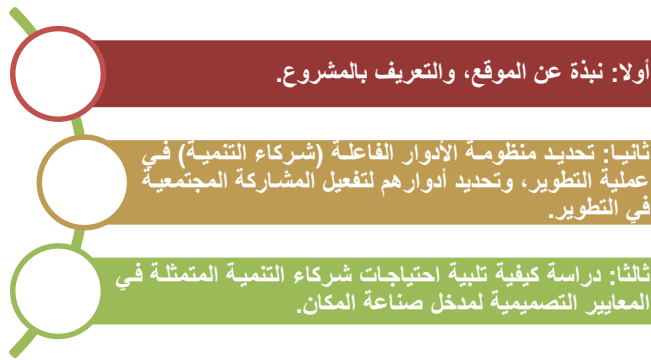 أولا: نبذة عن الموقع، والتعريف بالمشروع.
ثانيا: تحديد منظومة الأدوار الفاعلة (شركاء التنمية) في
عملية التطوير، وتحديد أدوارهم لتفعيل المشاركة المجتمعية
في التطوير.
ثالثا: دراسة كيفية تلبية احتياجات شركاء التنمية المتمثلة في
المعايير التصميمية لمدخل صناعة المكان.